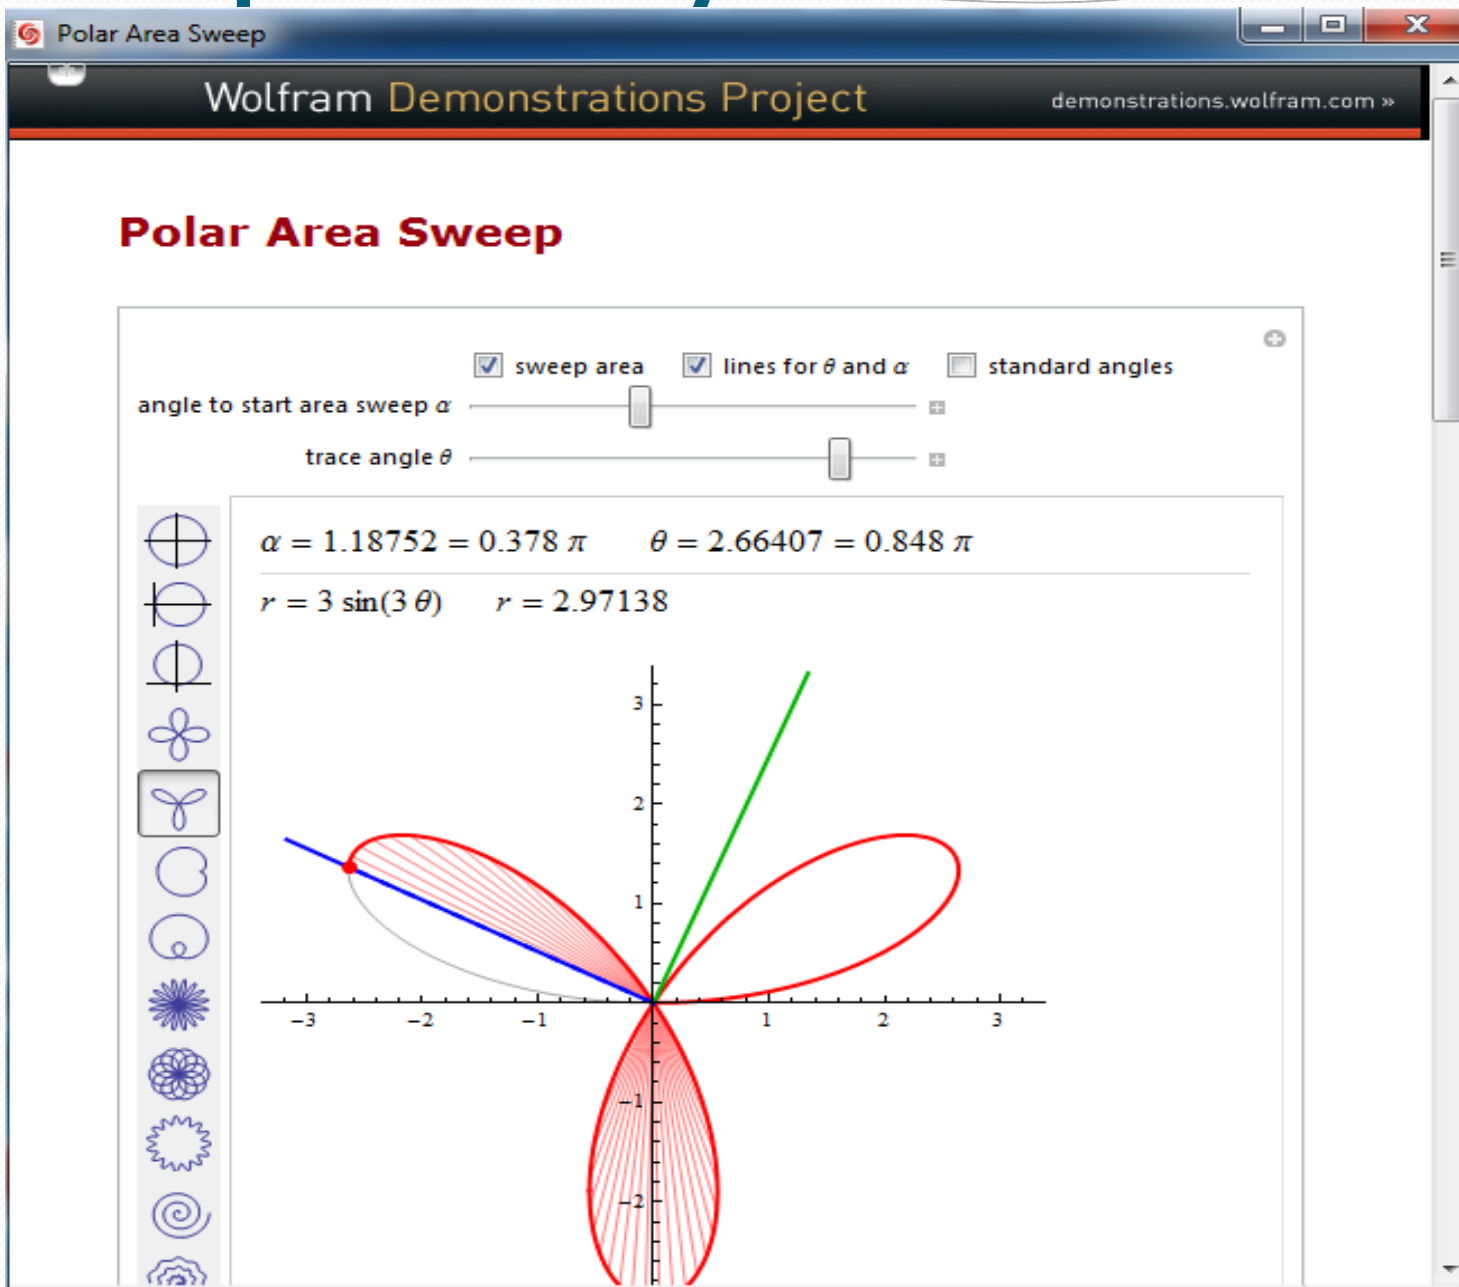 Polar Area Sweep
Wolfram Demonstrations Project demonstrations.wolfram.com »
Polar Area Sweep
sweep area lines for θ and α standard angles
angle to start area sweep α
trace angle θ
α = 1.18752 = 0.378 π θ = 2.66407 = 0.848 π
r = 3 sin(3 θ) r = 2.97138
3
2
1
−3 −2 −1 1 2 3
−1
−2